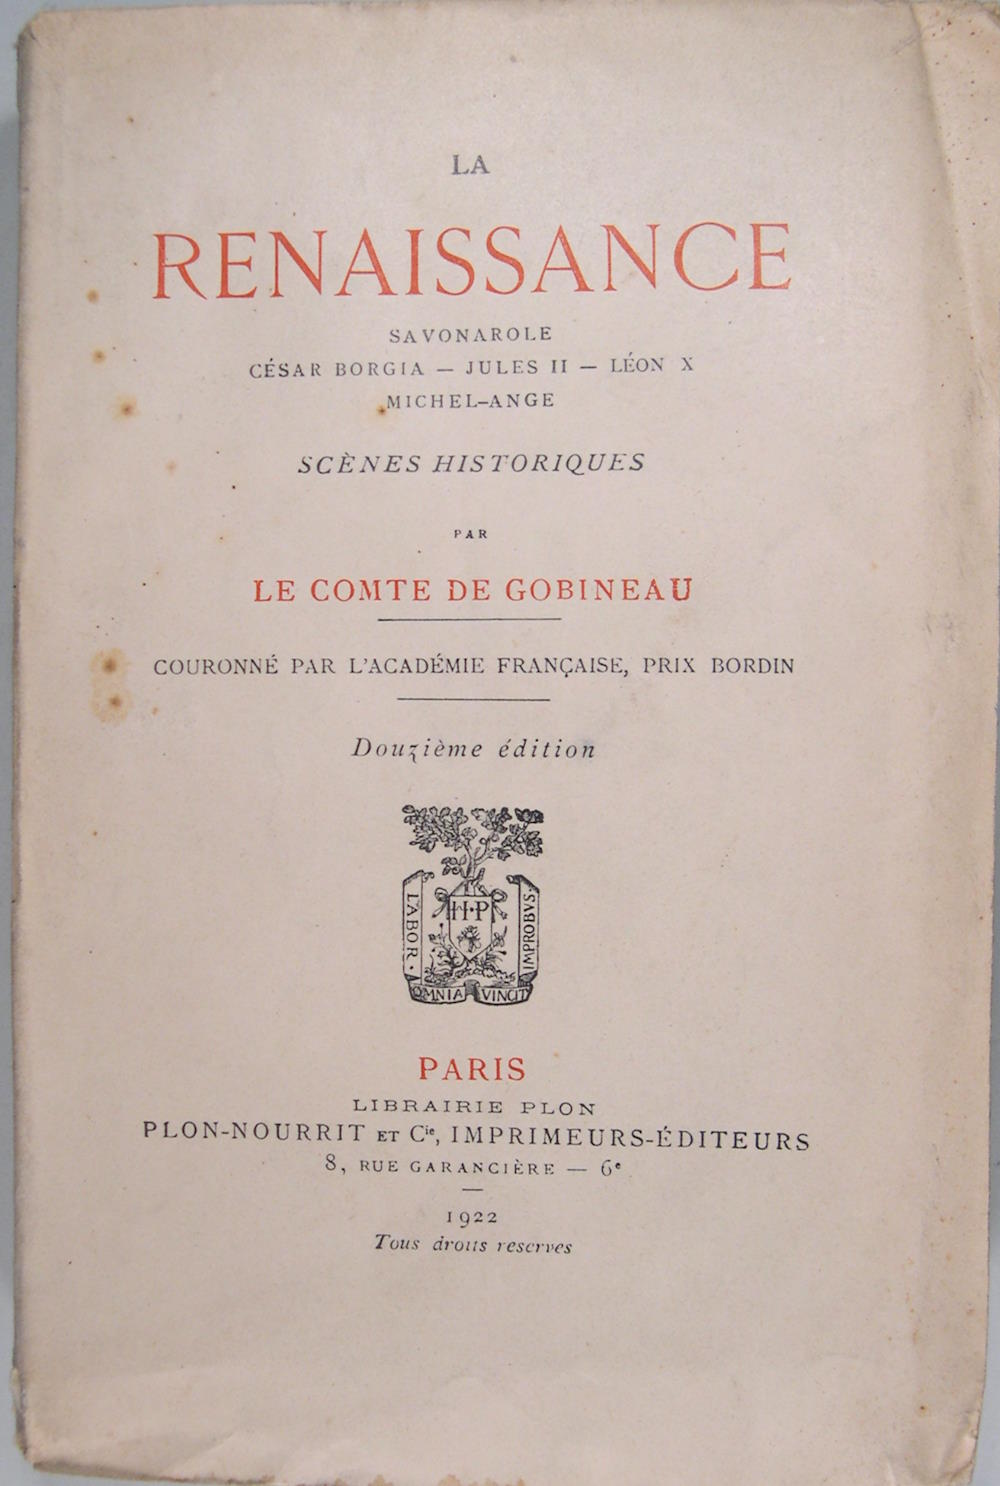 LA
RENAISSANCE
SAVONAROLE
CÉSAR BORGIA — JULES II — LÉON X
MICHEL-ANGE
SCÈNES HISTORIQUES
PAR
LE COMTE DE GOBINEAU
COURONNÉ PAR L'ACADÉMIE FRANÇAISE, PRIX BORDIN
Douzième édition
H·P
LABOR·
IMPROBVS·
OMNIA VINCIT
PARIS
LIBRAIRIE PLON
PLON-NOURRIT ET Cie, IMPRIMEURS-ÉDITEURS
8, RUE GARANCIÈRE — 6e
1922
Tous droits réservés